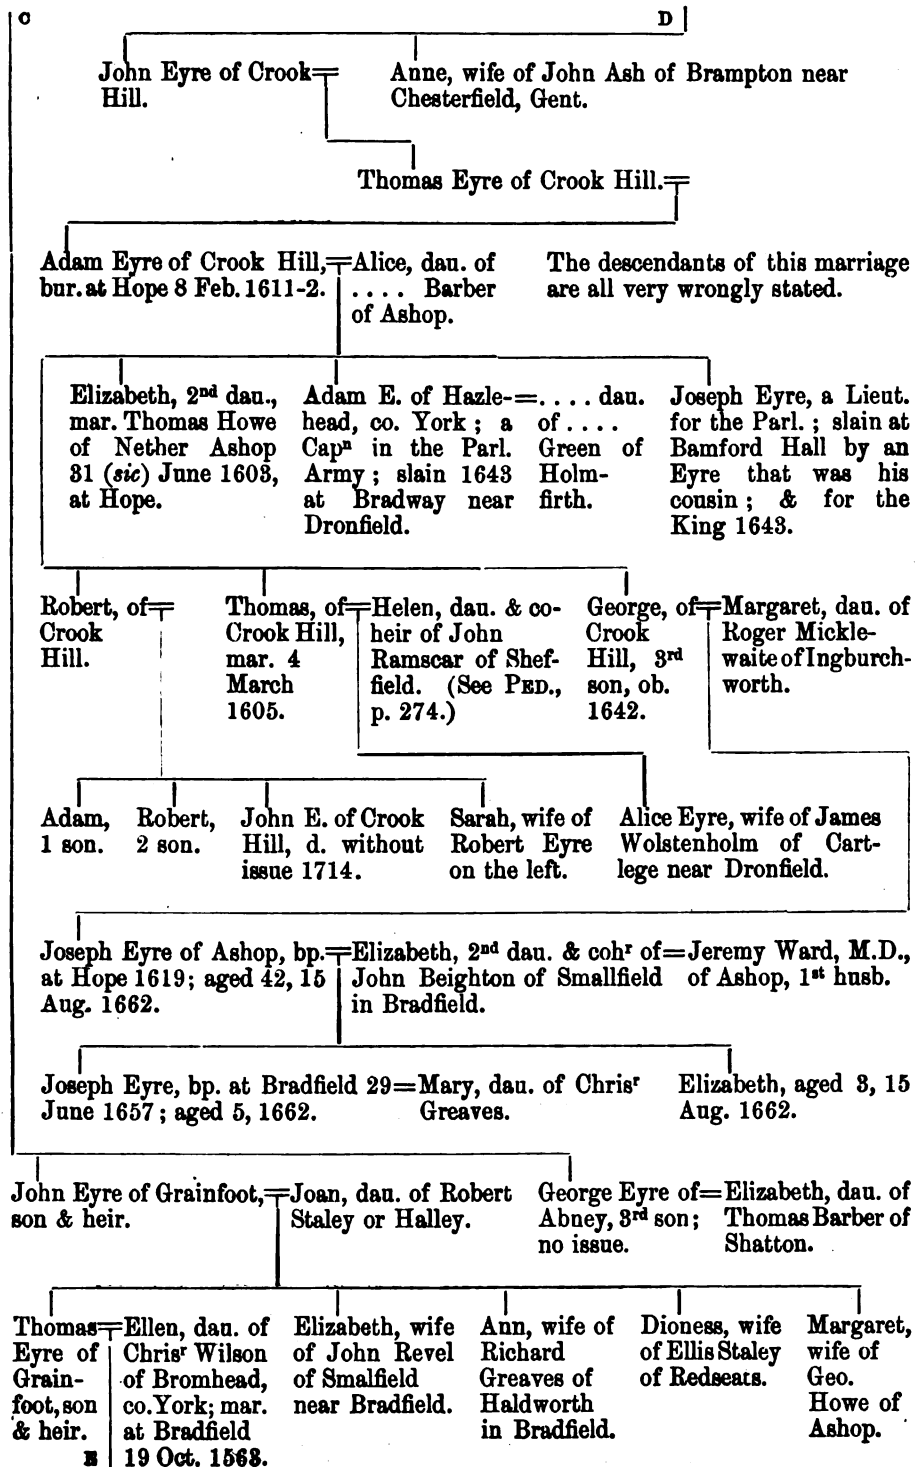 C
D
John Eyre of Crook=
Hill.
Anne, wife of John Ash of Brampton near
Chesterfield, Gent.
Thomas Eyre of Crook Hill.=
Adam Eyre of Crook Hill,=
bur. at Hope 8 Feb. 1611-2.
Alice, dau. of
. . . . Barber
of Ashop.
The descendants of this marriage
are all very wrongly stated.
Elizabeth, 2nd dau.,
mar. Thomas Howe
of Nether Ashop
31 (sic) June 1603,
at Hope.
Adam E. of Hazle-=
head, co. York ; a
Capn in the Parl.
Army ; slain 1643
at Bradway near
Dronfield.
. . . . dau.
of . . . .
Green of
Holm-
firth.
Joseph Eyre, a Lieut.
for the Parl. ; slain at
Bamford Hall by an
Eyre that was his
cousin ; & for the
King 1643.
Robert, of=
Crook
Hill.
Thomas, of=
Crook Hill,
mar. 4
March
1605.
Helen, dau. & co-
heir of John
Ramscar of Shef-
field. (See PED.,
p. 274.)
George, of=
Crook
Hill, 3rd
son, ob.
1642.
Margaret, dau. of
Roger Mickle-
waite of Ingburch-
worth.
Adam,
1 son.
Robert,
2 son.
John E. of Crook
Hill, d. without
issue 1714.
Sarah, wife of
Robert Eyre
on the left.
Alice Eyre, wife of James
Wolstenholm of Cart-
lege near Dronfield.
Joseph Eyre of Ashop, bp.=
at Hope 1619; aged 42, 15
Aug. 1662.
Elizabeth, 2nd dau. & cohr of=
John Beighton of Smallfield
in Bradfield.
Jeremy Ward, M.D.,
of Ashop, 1st husb.
Joseph Eyre, bp. at Bradfield 29=
June 1657 ; aged 5, 1662.
Mary, dau. of Chrisr
Greaves.
Elizabeth, aged 3, 15
Aug. 1662.
John Eyre of Grainfoot,=
son & heir.
Joan, dau. of Robert
Staley or Halley.
George Eyre of=
Abney, 3rd son ;
no issue.
Elizabeth, dau. of
Thomas Barber of
Shatton.
Thomas=
Eyre of
Grain-
foot, son
& heir.
E
Ellen, dau. of
Chrisr Wilson
of Bromhead,
co. York; mar.
at Bradfield
19 Oct. 1563.
Elizabeth, wife
of John Revel
of Smalfield
near Bradfield.
Ann, wife of
Richard
Greaves of
Haldworth
in Bradfield.
Dioness, wife
of Ellis Staley
of Redseats.
Margaret,
wife of
Geo.
Howe of
Ashop.